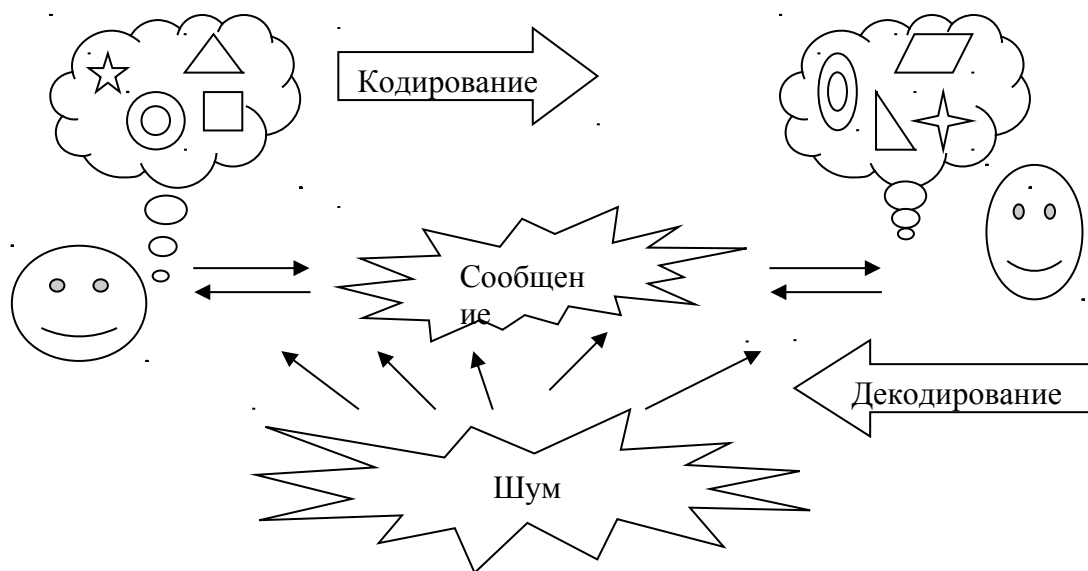 Кодирование
Сообщен
ие
Декодирование
Шум